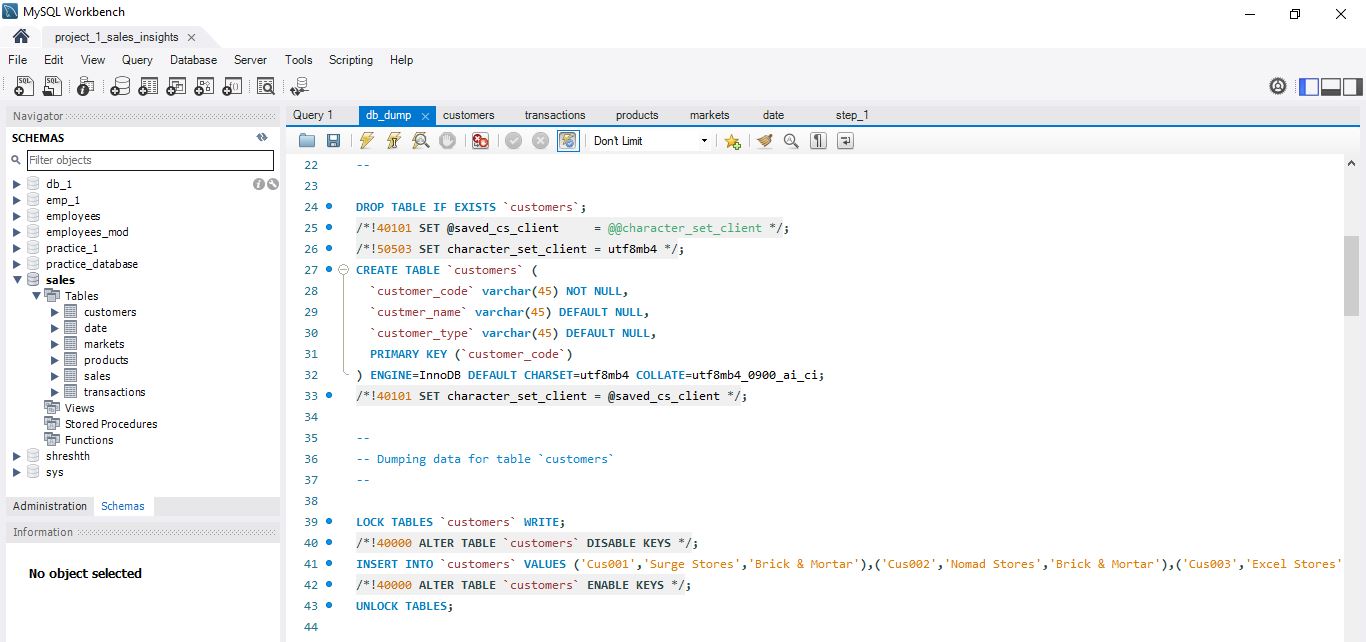 MySQL Workbench
project_1_sales_insights
File Edit View Query Database Server Tools Scripting Help
Navigator
SCHEMAS
Filter objects
db_1
emp_1
employees
employees_mod
practice_1
practice_database
sales
Tables
customers
date
markets
products
sales
transactions
Views
Stored Procedures
Functions
shreshth
sys
Administration Schemas
Information
No object selected
Query 1 db_dump customers transactions products markets date step_1
Don't Limit
22 --
23
24 DROP TABLE IF EXISTS `customers`;
25 /*!40101 SET @saved_cs_client     = @@character_set_client */;
26 /*!50503 SET character_set_client = utf8mb4 */;
27 CREATE TABLE `customers` (
28 `customer_code` varchar(45) NOT NULL,
29 `custmer_name` varchar(45) DEFAULT NULL,
30 `customer_type` varchar(45) DEFAULT NULL,
31 PRIMARY KEY (`customer_code`)
32 ) ENGINE=InnoDB DEFAULT CHARSET=utf8mb4 COLLATE=utf8mb4_0900_ai_ci;
33 /*!40101 SET character_set_client = @saved_cs_client */;
34
35 --
36 -- Dumping data for table `customers`
37 --
38
39 LOCK TABLES `customers` WRITE;
40 /*!40000 ALTER TABLE `customers` DISABLE KEYS */;
41 INSERT INTO `customers` VALUES ('Cus001','Surge Stores','Brick & Mortar'),('Cus002','Nomad Stores','Brick & Mortar'),('Cus003','Excel Stores'
42 /*!40000 ALTER TABLE `customers` ENABLE KEYS */;
43 UNLOCK TABLES;
44